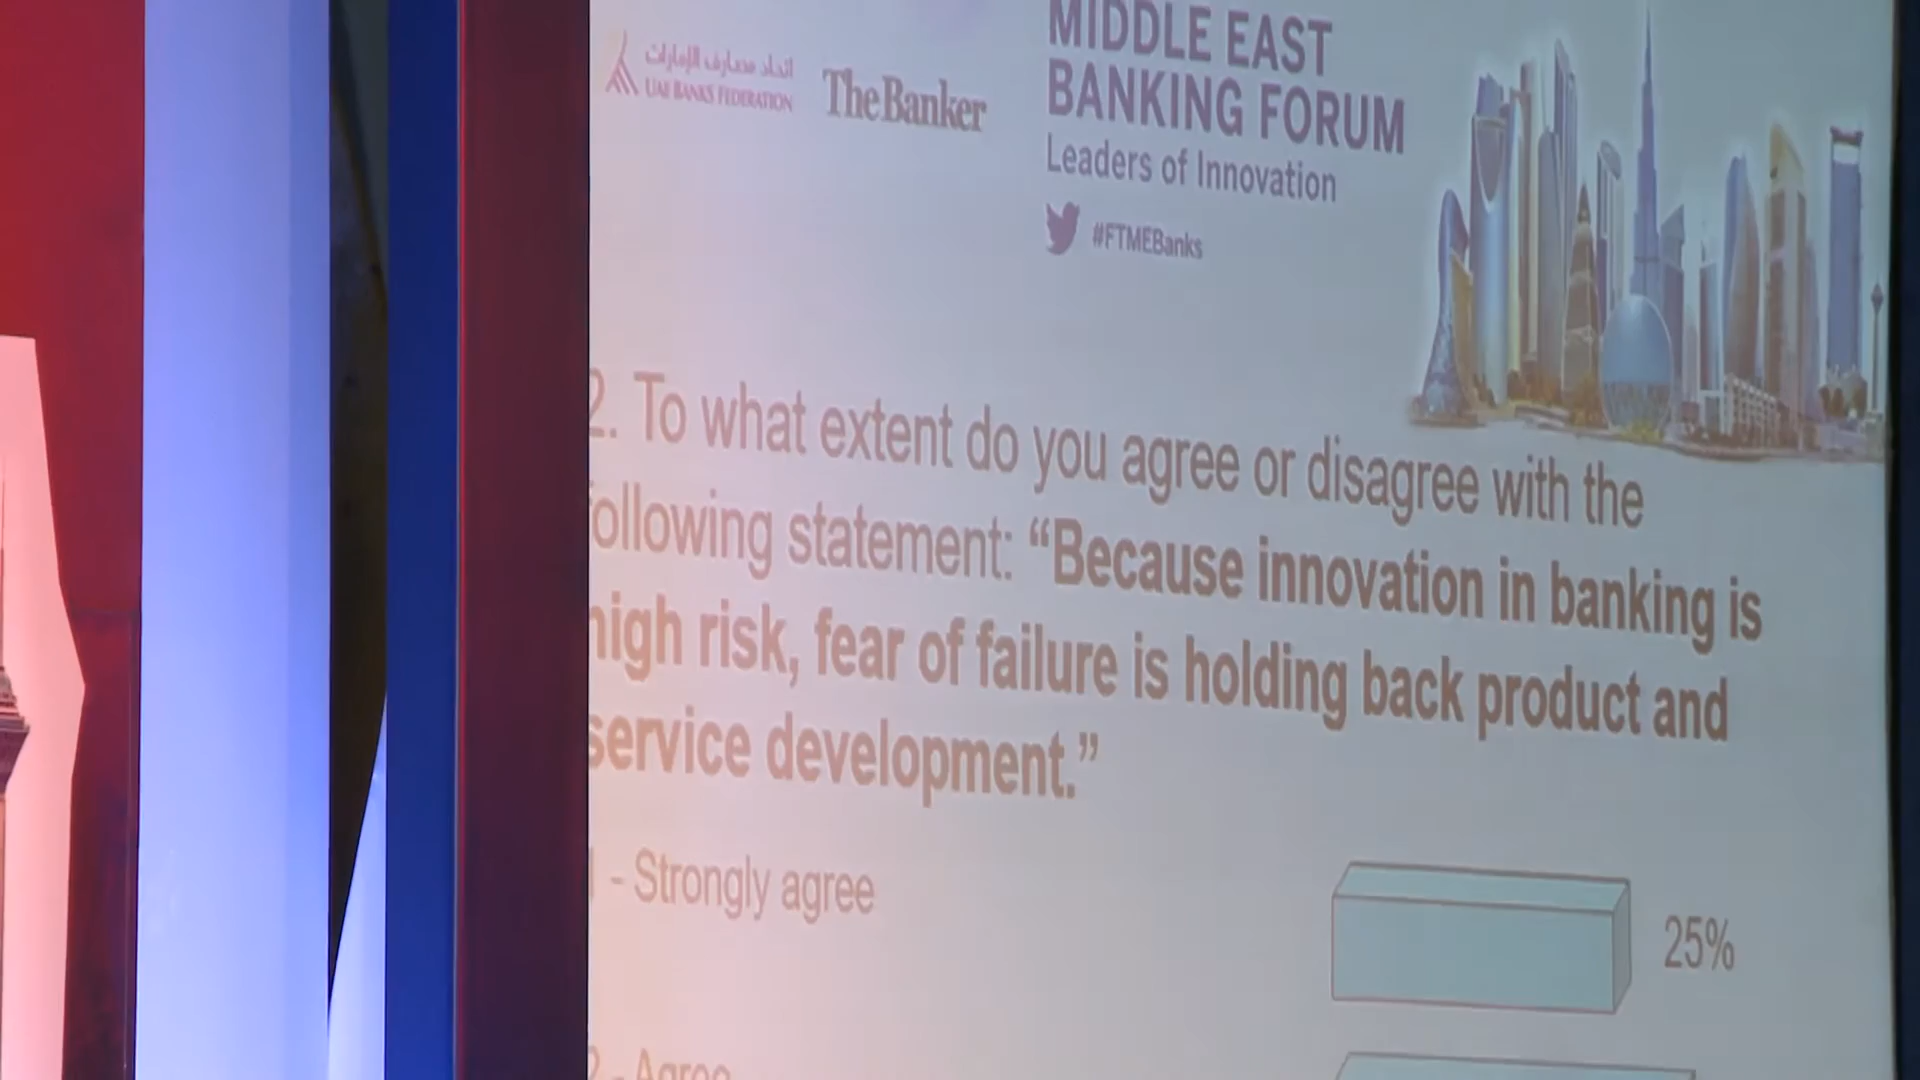 اتحاد مصارف الإمارات
UAE BANKS FEDERATION
The Banker
MIDDLE EAST
BANKING FORUM
Leaders of Innovation
#FTMEBanks
2. To what extent do you agree or disagree with the
following statement: “Because innovation in banking is
high risk, fear of failure is holding back product and
service development.”
1 - Strongly agree
25%
2 - Agree